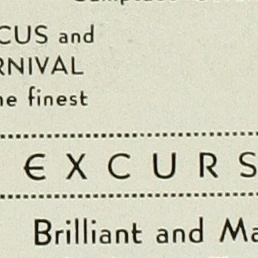 CUS and
RNIVAL
he finest
EXCURS
Brilliant and Ma